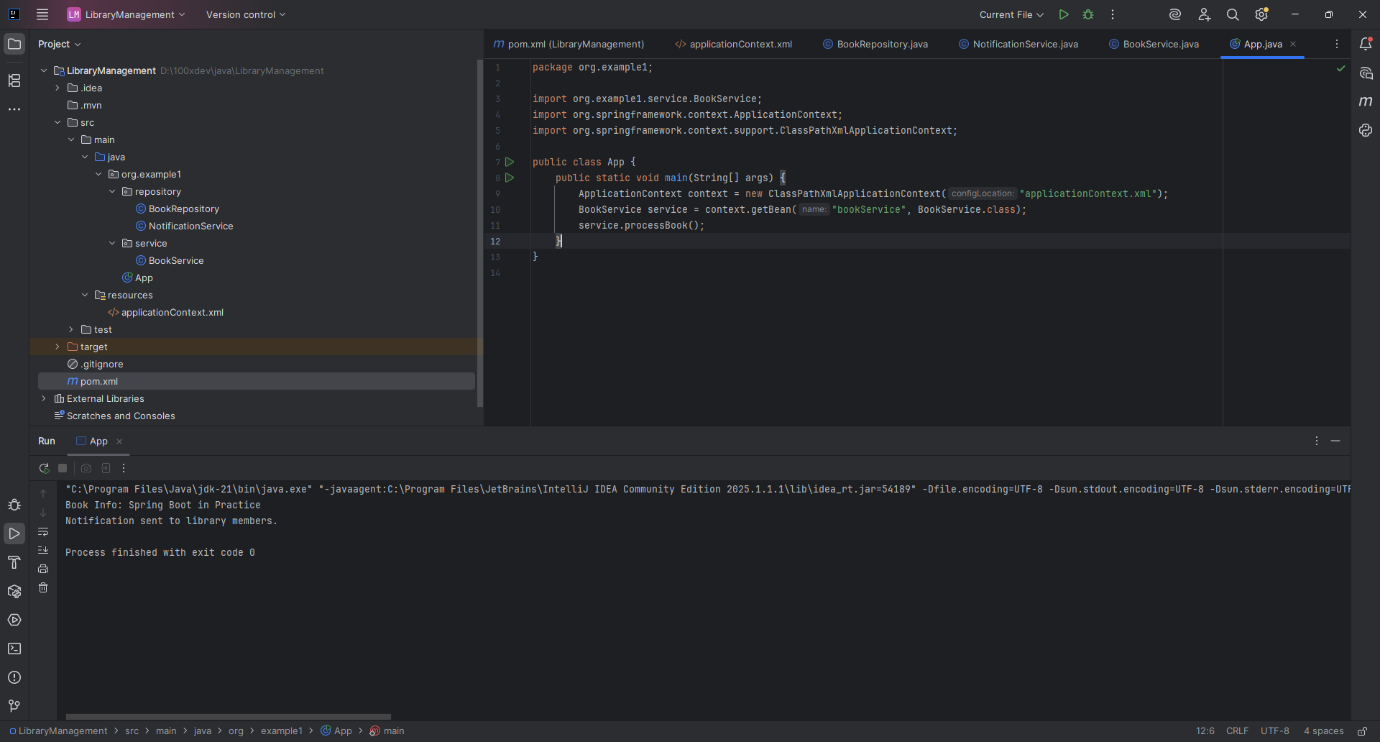 LM LibraryManagement Version control Current File
Project
LibraryManagement D:\100xdev\java\LibraryManagement
.idea
.mvn
src
main
java
org.example1
repository
BookRepository
NotificationService
service
BookService
App
resources
applicationContext.xml
test
target
.gitignore
pom.xml
External Libraries
Scratches and Consoles
pom.xml (LibraryManagement) applicationContext.xml BookRepository.java NotificationService.java BookService.java App.java
1 package org.example1;
2
3 import org.example1.service.BookService;
4 import org.springframework.context.ApplicationContext;
5 import org.springframework.context.support.ClassPathXmlApplicationContext;
6
7 public class App {
8 public static void main(String[] args) {
9 ApplicationContext context = new ClassPathXmlApplicationContext( configLocation: "applicationContext.xml");
10 BookService service = context.getBean( name: "bookService", BookService.class);
11 service.processBook();
12 }
13 }
14
Run App
"C:\Program Files\Java\jdk-21\bin\java.exe" "-javaagent:C:\Program Files\JetBrains\IntelliJ IDEA Community Edition 2025.1.1.1\lib\idea_rt.jar=54189" -Dfile.encoding=UTF-8 -Dsun.stdout.encoding=UTF-8 -Dsun.stderr.encoding=UTF
Book Info: Spring Boot in Practice
Notification sent to library members.
Process finished with exit code 0
LibraryManagement src main java org example1 App main 12:6 CRLF UTF-8 4 spaces